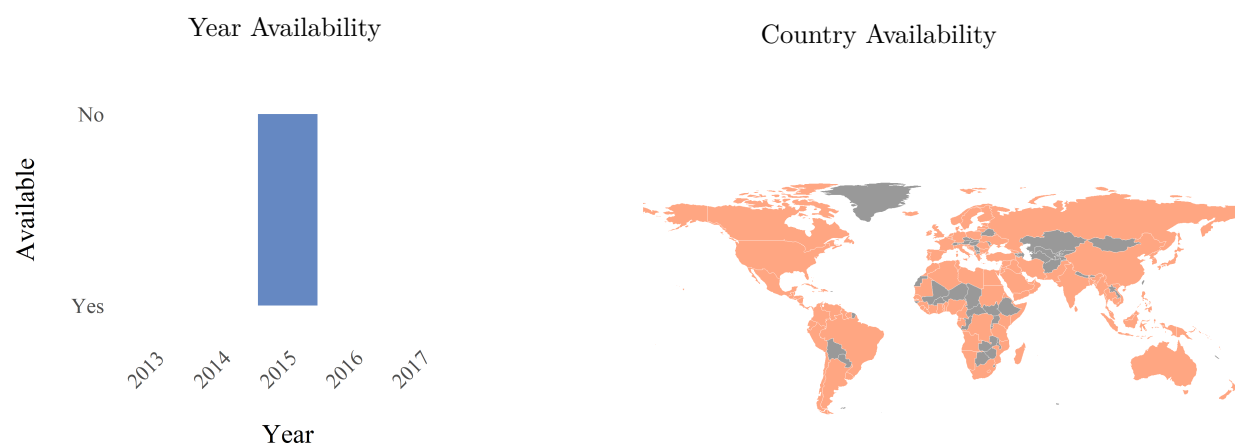 Year Availability
No
Available
Yes
2013
2014
2015
2016
2017
Year
Country Availability